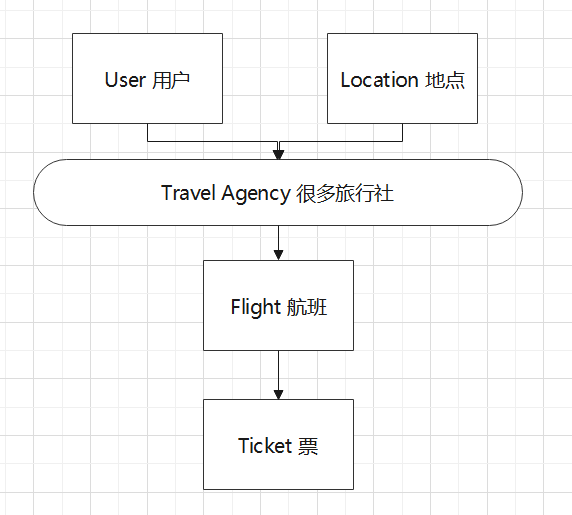 User 用户
Location 地点
Travel Agency 很多旅行社
Flight 航班
Ticket 票